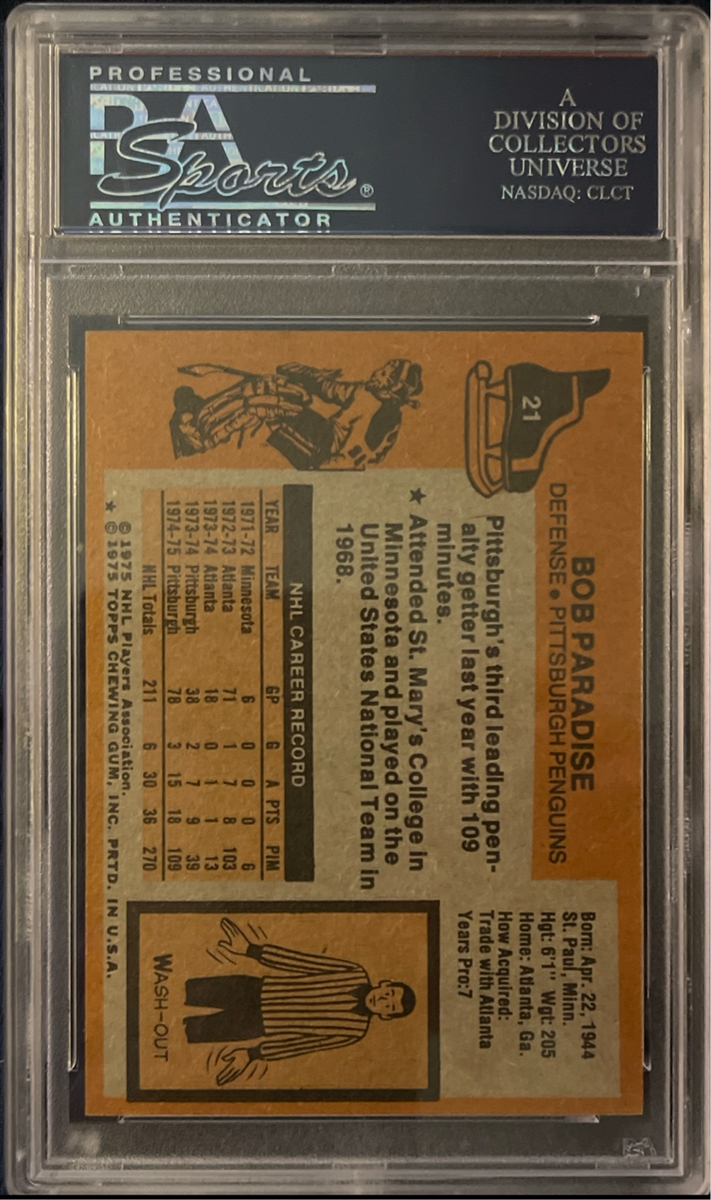 PROFESSIONAL
PSA
Sports®
AUTHENTICATOR
A
DIVISION OF
COLLECTORS
UNIVERSE
NASDAQ: CLCT
21
BOB PARADISE
DEFENSE • PITTSBURGH PENGUINS
Pittsburgh's third leading pen-
alty getter last year with 109
minutes.
★ Attended St. Mary's College in
Minnesota and played on the
United States National Team in
1968.
Born: Apr. 22, 1944
St. Paul, Minn.
Hgt: 6'1" Wgt: 205
Home: Atlanta, Ga.
How Acquired:
Trade with Atlanta
Years Pro:7
NHL CAREER RECORD
YEAR TEAM GP G A PTS PIM
1971-72 Minnesota 6 0 0 0 6
1972-73 Atlanta 71 1 7 8 103
1973-74 Atlanta 18 0 1 1 13
1973-74 Pittsburgh 38 2 7 9 39
1974-75 Pittsburgh 78 3 15 18 109
NHL Totals 211 6 30 36 270
WASH-OUT
© 1975 NHL Players Association.
★ © 1975 TOPPS CHEWING GUM, INC. PRTD. IN U.S.A.